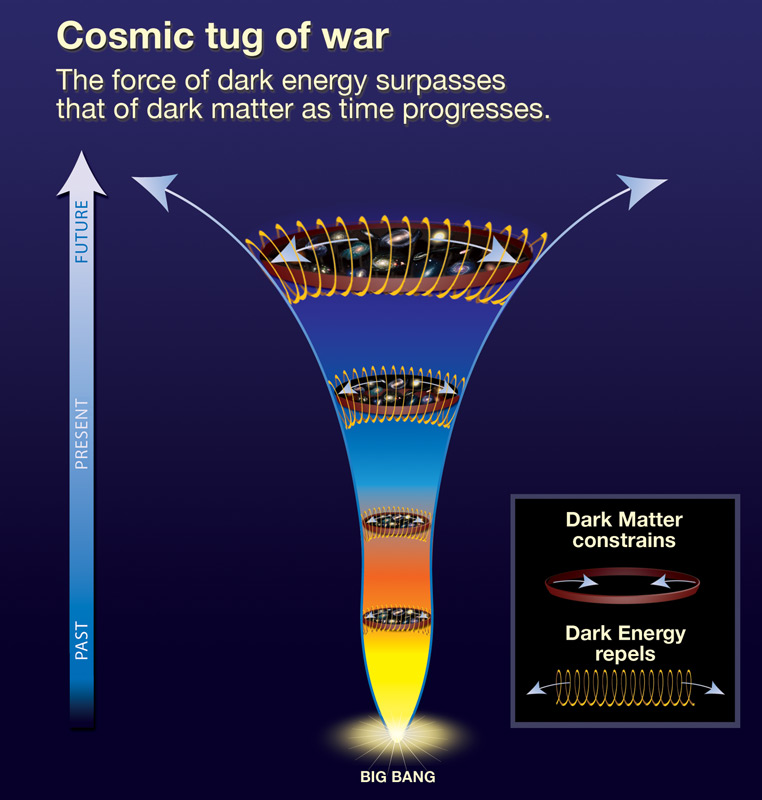 Cosmic tug of war
The force of dark energy surpasses
that of dark matter as time progresses.
FUTURE
PRESENT
PAST
Dark Matter
constrains
Dark Energy
repels
BIG BANG